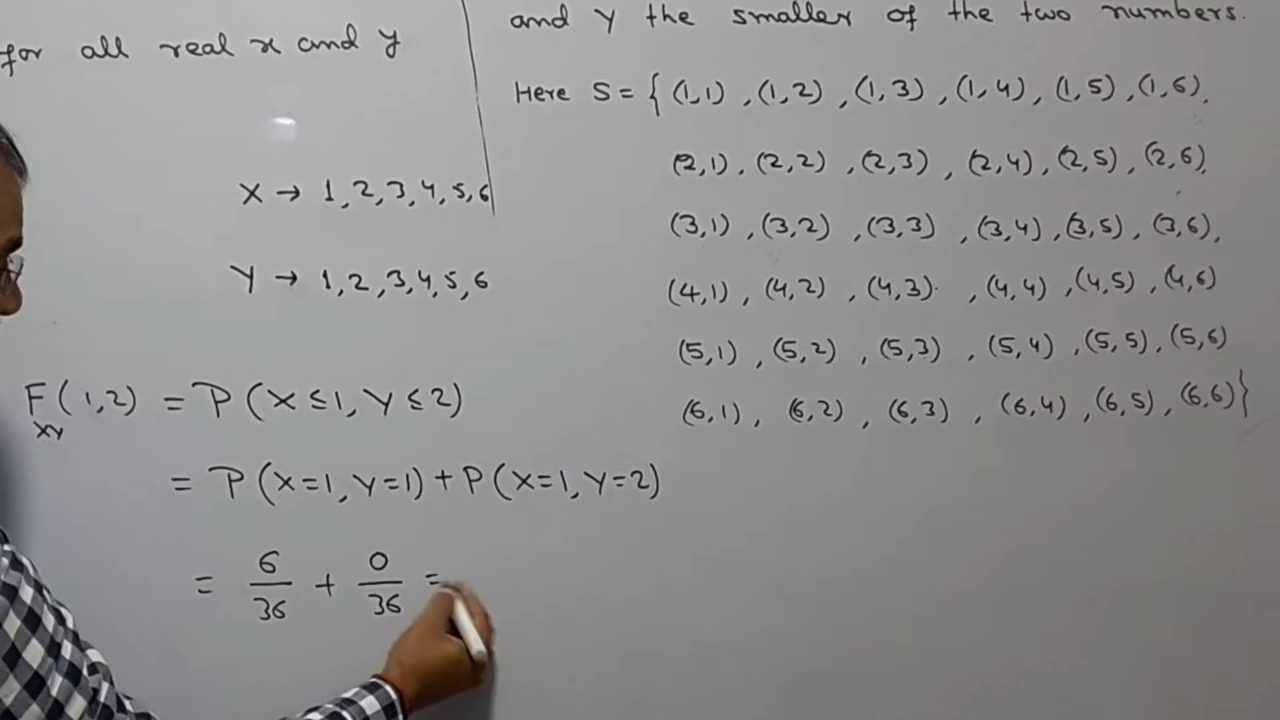 for all real x and y
X → 1, 2, 3, 4, 5, 6
Y → 1, 2, 3, 4, 5, 6
and Y the smaller of the two numbers.
Here S = { (1,1) , (1,2) , (1,3) , (1,4) , (1,5) , (1,6) ,
(2,1) , (2,2) , (2,3) , (2,4) , (2,5) , (2,6) ,
(3,1) , (3,2) , (3,3) , (3,4) , (3,5) , (3,6) ,
(4,1) , (4,2) , (4,3) , (4,4) , (4,5) , (4,6)
(5,1) , (5,2) , (5,3) , (5,4) , (5,5) , (5,6)
(6,1) , (6,2) , (6,3) , (6,4) , (6,5) , (6,6) }
F_XY (1,2) = P(X ≤ 1, Y ≤ 2)
= P(X=1, Y=1) + P(X=1, Y=2)
= 6/36 + 0/36 =